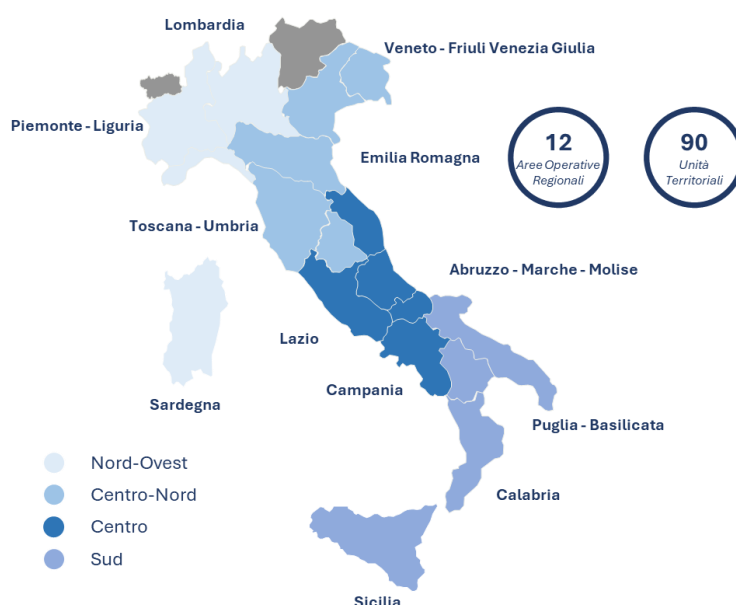 Lombardia
Veneto - Friuli Venezia Giulia
Piemonte - Liguria
12
Aree Operative
Regionali
90
Unità
Territoriali
Emilia Romagna
Toscana - Umbria
Abruzzo - Marche - Molise
Lazio
Campania
Sardegna
Puglia - Basilicata
Nord-Ovest
Centro-Nord
Calabria
Centro
Sud
Sicilia